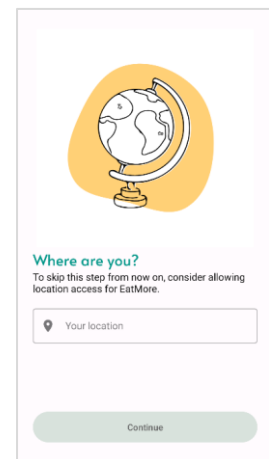 Where are you?
To skip this step from now on, consider allowing
location access for EatMore.
Your location
Continue